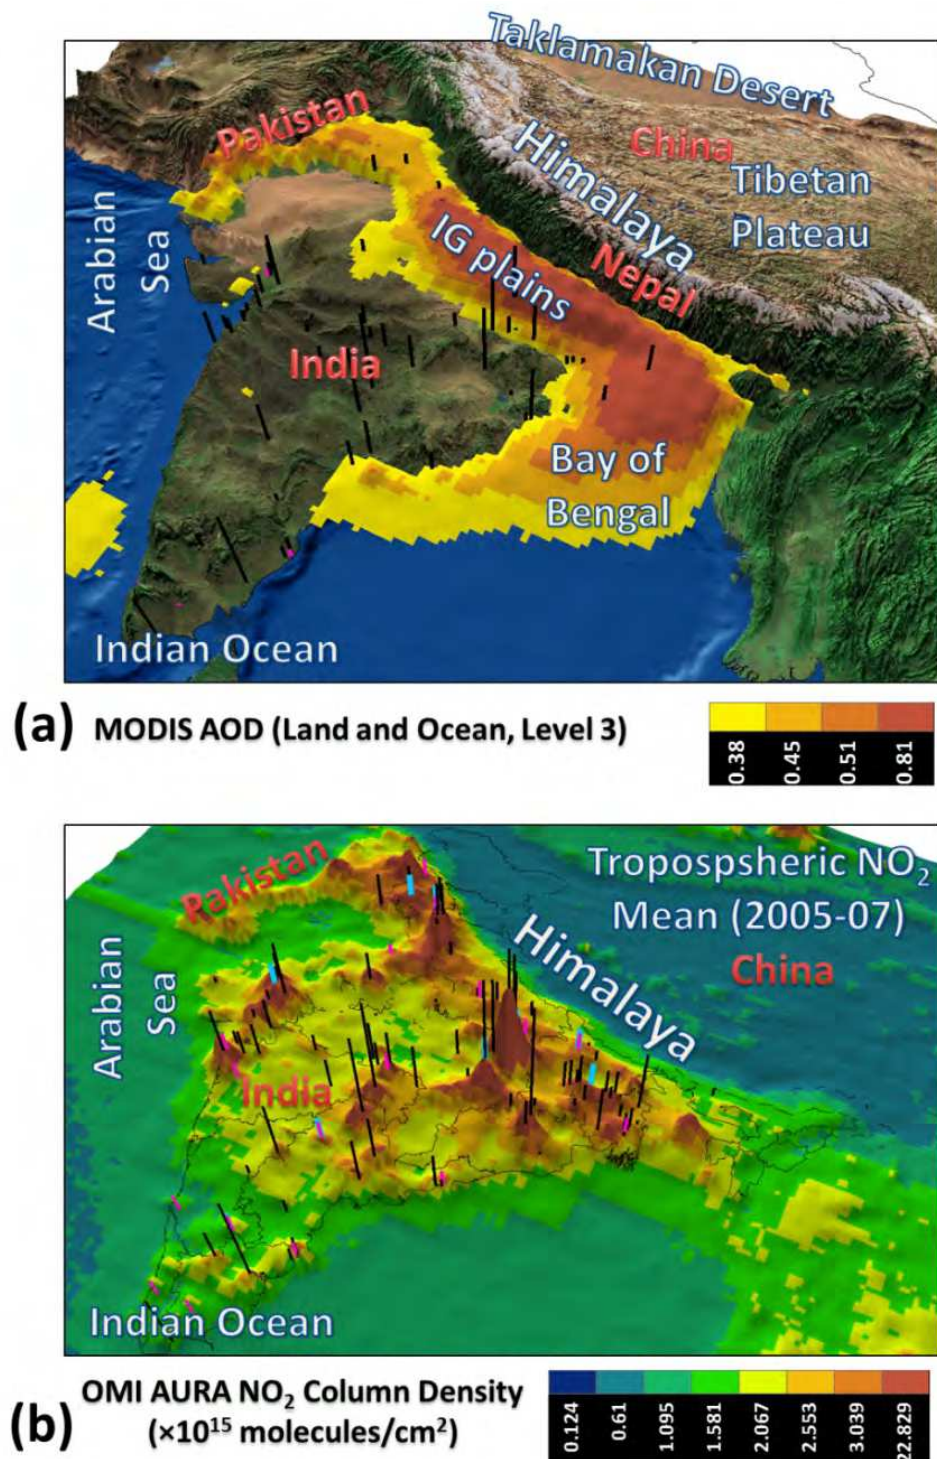 Taklamakan Desert
Pakistan
China
Himalaya
Tibetan
Plateau
Arabian
Sea
IG plains
Nepal
India
Bay of
Bengal
Indian Ocean
(a) MODIS AOD (Land and Ocean, Level 3)
0.38
0.45
0.51
0.81
Tropospsheric NO₂
Mean (2005-07)
Pakistan
Himalaya
China
Arabian
Sea
India
Indian Ocean
(b) OMI AURA NO₂ Column Density
(×10¹⁵ molecules/cm²)
0.124
0.61
1.095
1.581
2.067
2.553
3.039
22.829